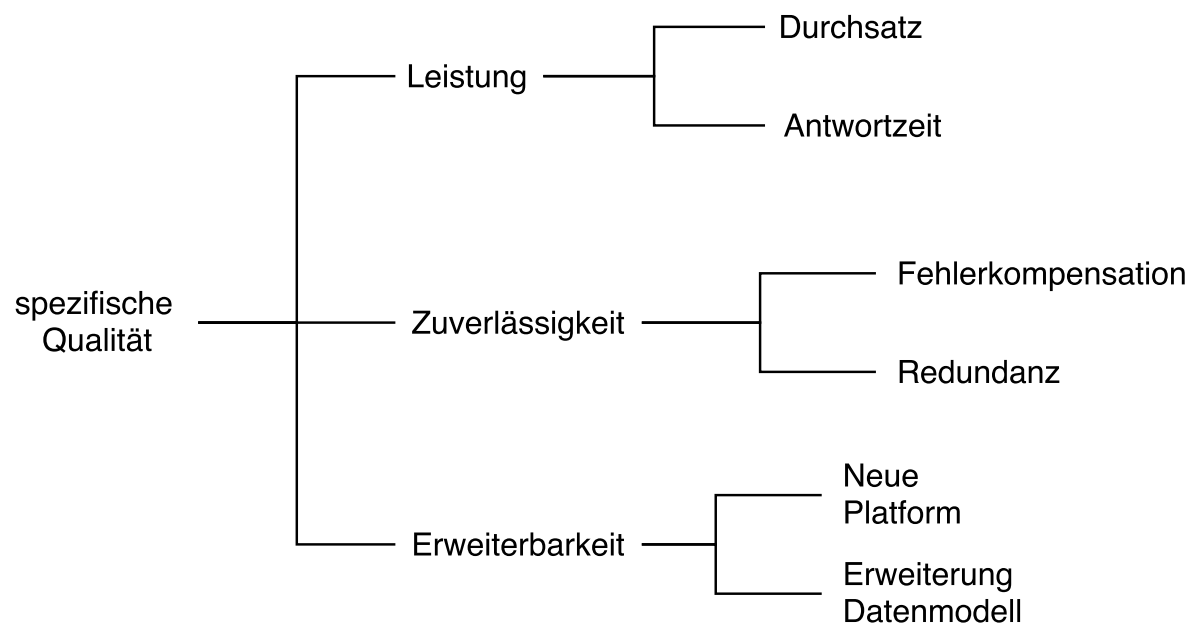 spezifische
Qualität
Leistung
Durchsatz
Antwortzeit
Zuverlässigkeit
Fehlerkompensation
Redundanz
Erweiterbarkeit
Neue
Platform
Erweiterung
Datenmodell